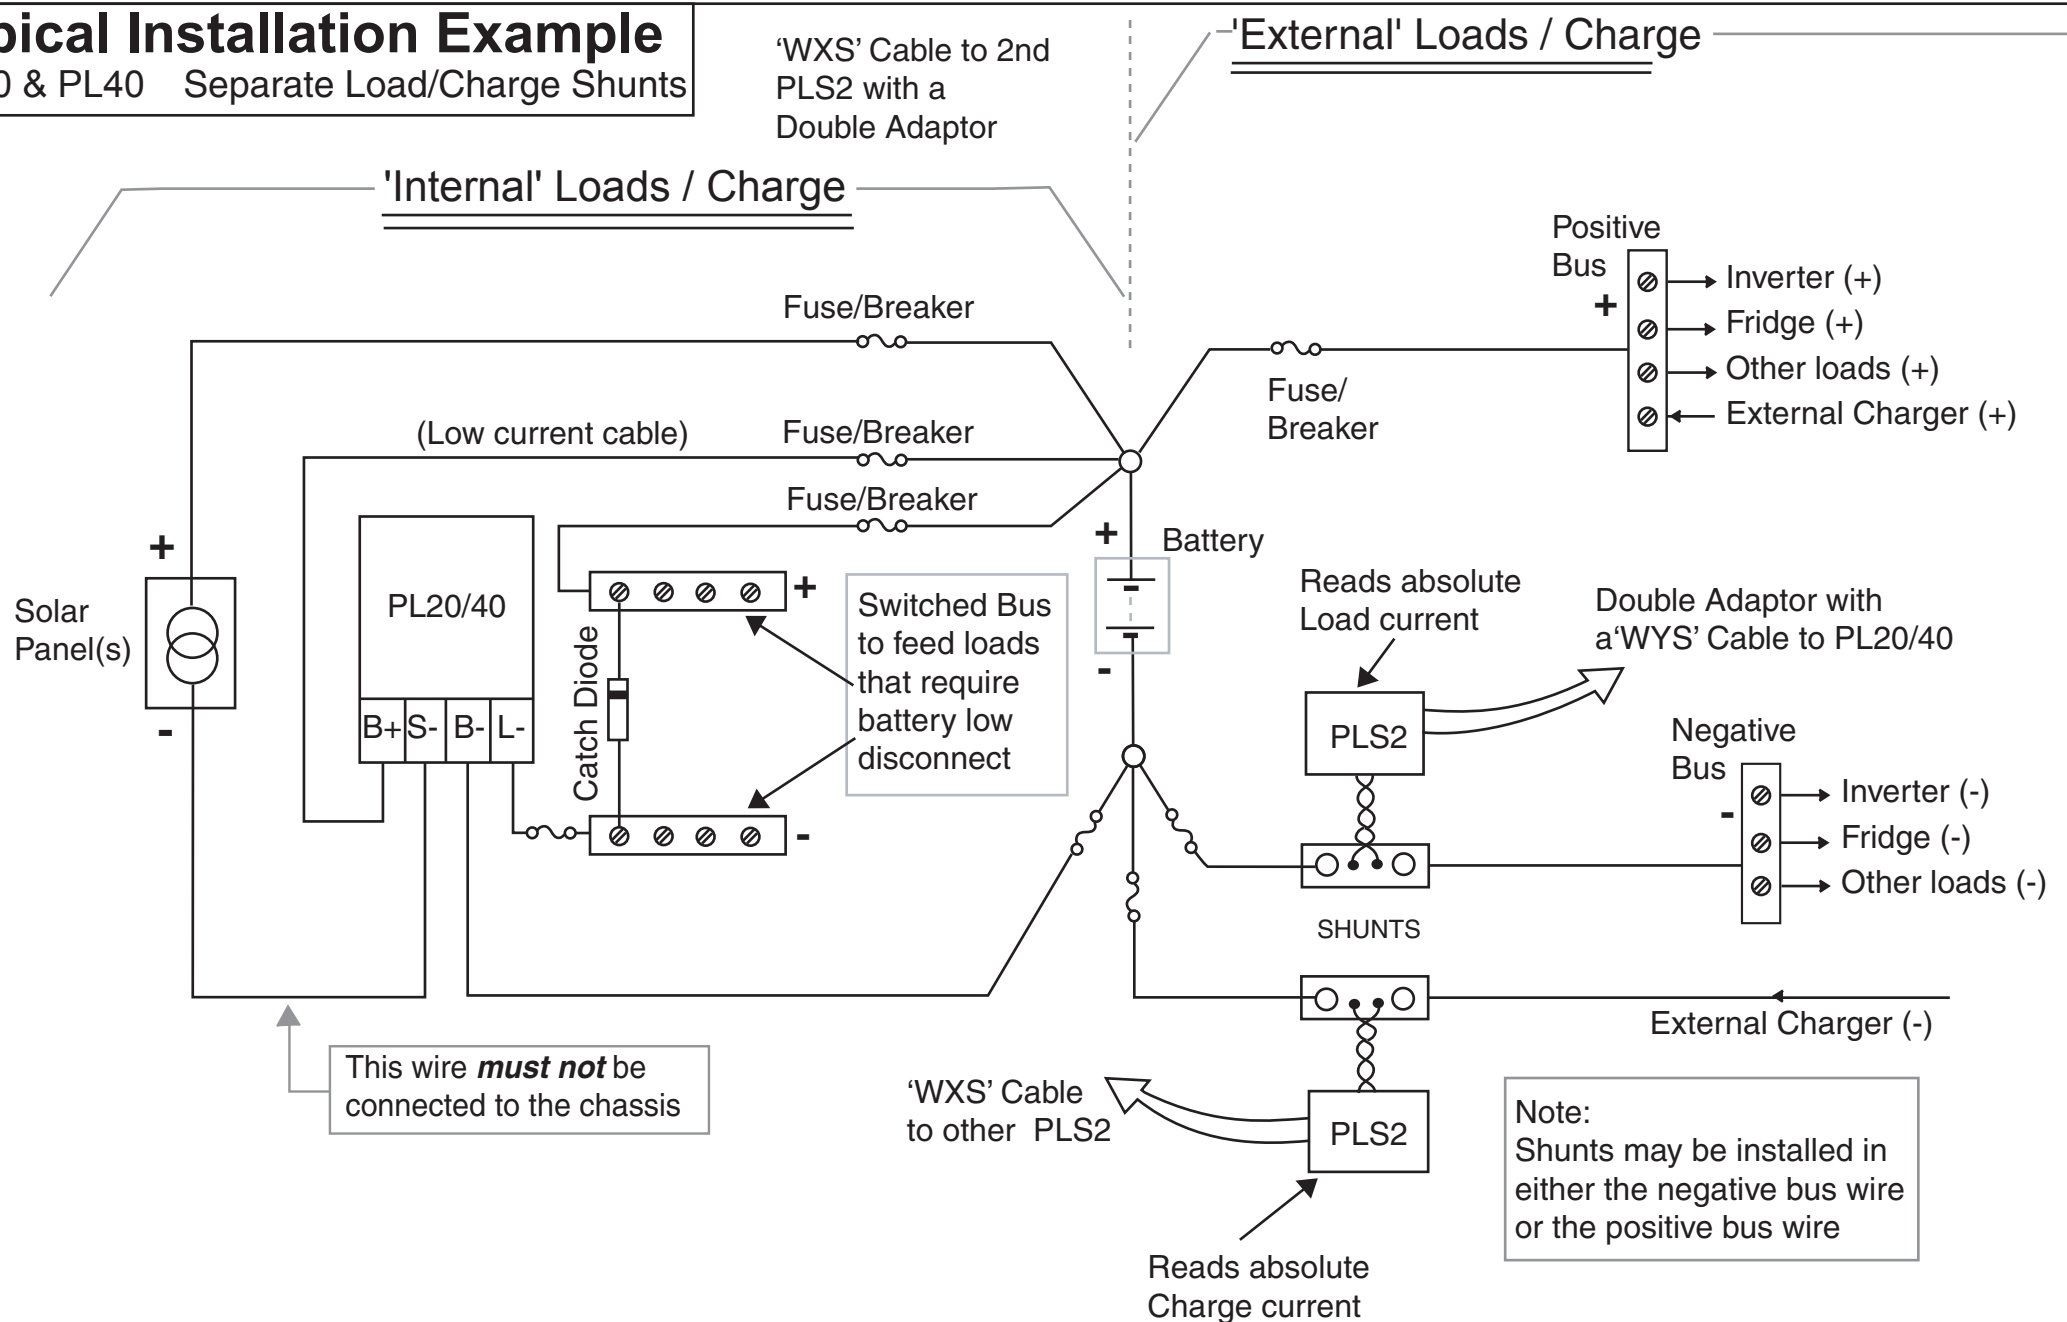 Installation Example
& PL40 Separate Load/Charge Shunts
‘WXS’ Cable to 2nd
PLS2 with a
Double Adaptor
'External' Loads / Charge
'Internal' Loads / Charge
Positive
Bus
+
Inverter (+)
Fridge (+)
Other loads (+)
External Charger (+)
Fuse/Breaker
Fuse/
Breaker
(Low current cable)
Fuse/Breaker
Fuse/Breaker
+
Solar
Panel(s)
-
PL20/40
B+ S- B- L-
Catch Diode
+
-
Switched Bus
to feed loads
that require
battery low
disconnect
+
Battery
-
Reads absolute
Load current
Double Adaptor with
a‘WYS’ Cable to PL20/40
PLS2
Negative
Bus
-
Inverter (-)
Fridge (-)
Other loads (-)
SHUNTS
External Charger (-)
This wire must not be
connected to the chassis
‘WXS’ Cable
to other PLS2
PLS2
Reads absolute
Charge current
Note:
Shunts may be installed in
either the negative bus wire
or the positive bus wire